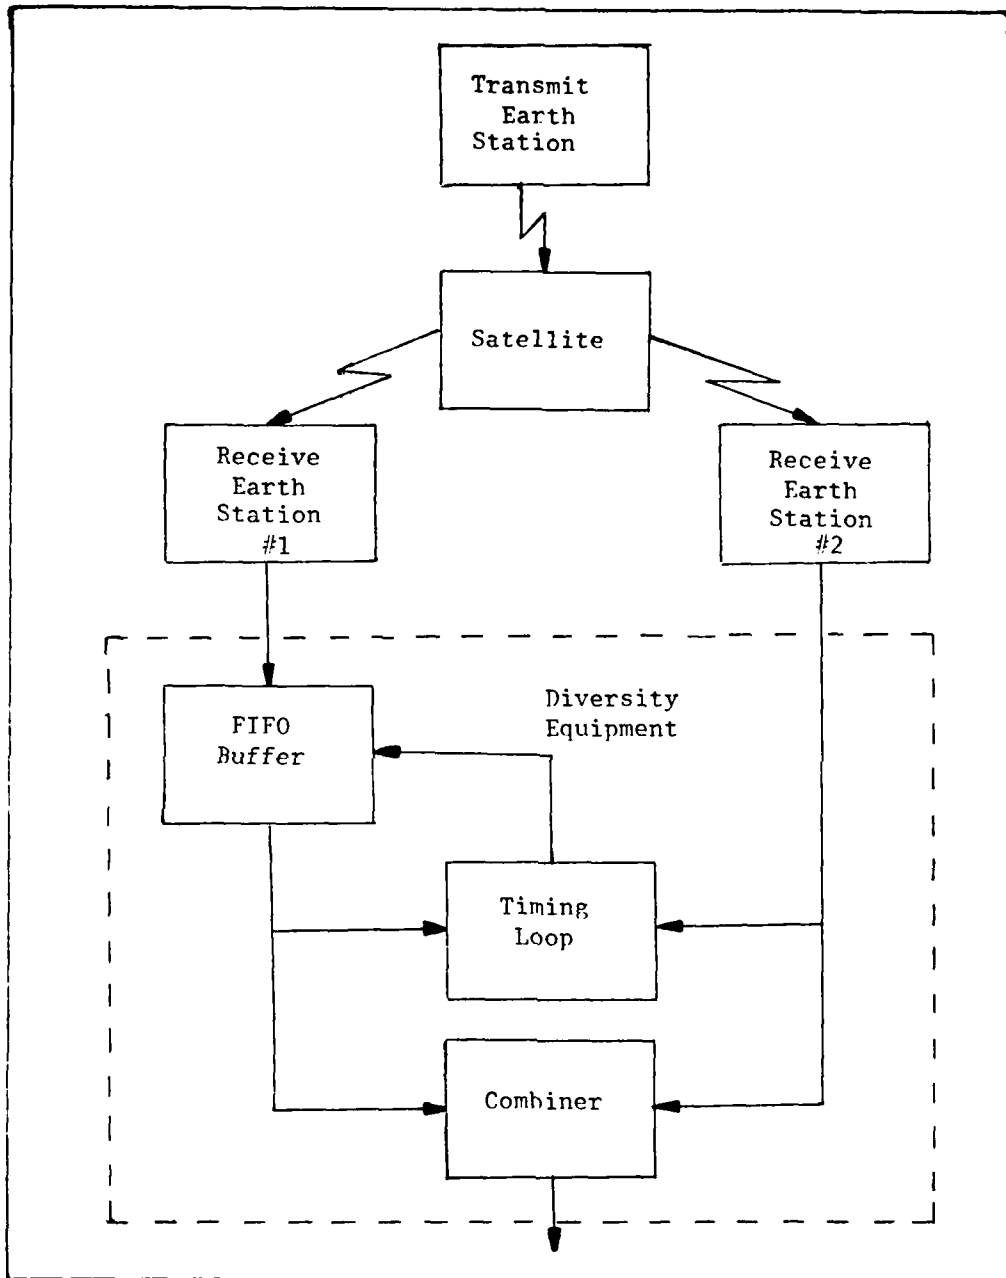 Transmit
Earth
Station
Satellite
Receive
Earth
Station
#1
Receive
Earth
Station
#2
FIFO
Buffer
Diversity
Equipment
Timing
Loop
Combiner